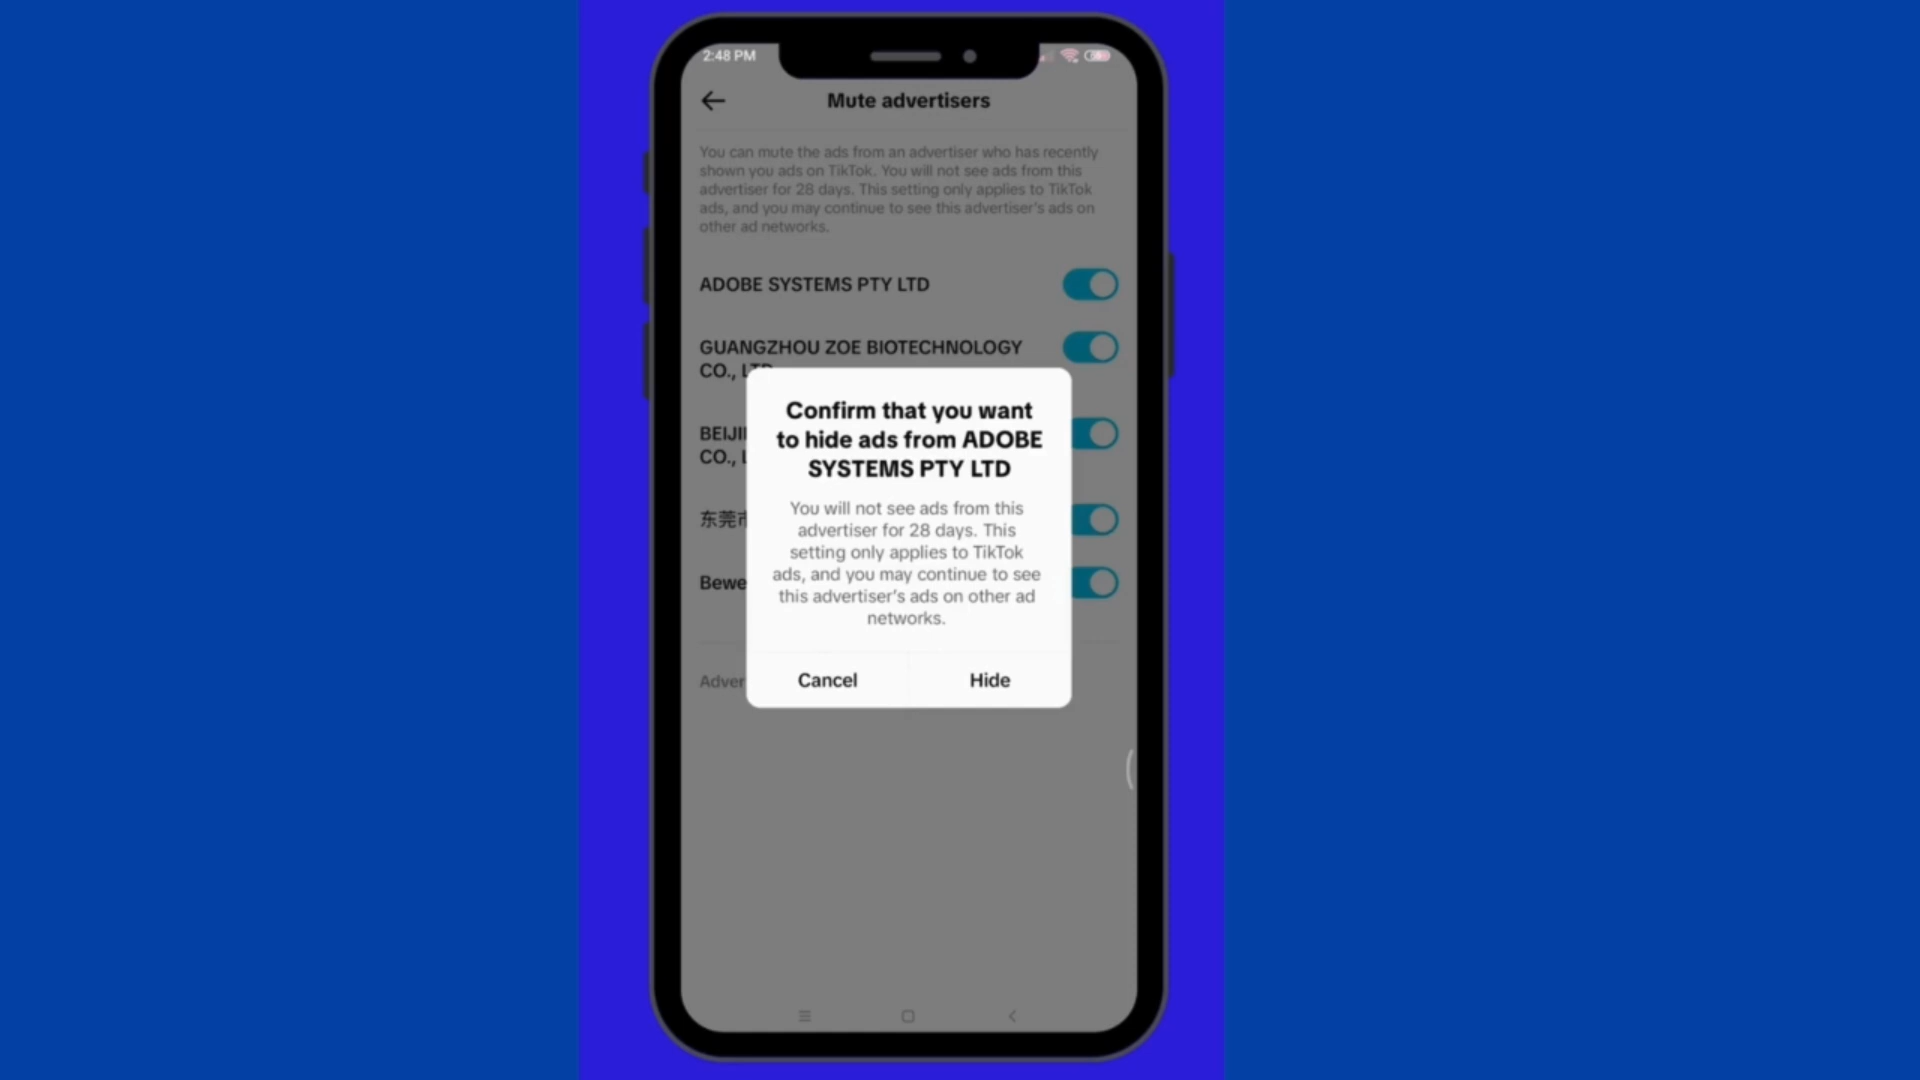 2:48 PM
Mute advertisers
You can mute the ads from an advertiser who has recently
shown you ads on TikTok. You will not see ads from this
advertiser for 28 days. This setting only applies to TikTok
ads, and you may continue to see this advertiser's ads on
other ad networks.
ADOBE SYSTEMS PTY LTD
GUANGZHOU ZOE BIOTECHNOLOGY
CO., LTD
Confirm that you want
to hide ads from ADOBE
SYSTEMS PTY LTD
BEIJI
CO., L
You will not see ads from this
advertiser for 28 days. This
setting only applies to TikTok
ads, and you may continue to see
this advertiser's ads on other ad
networks.
东莞市
Bewe
Adver
Cancel
Hide